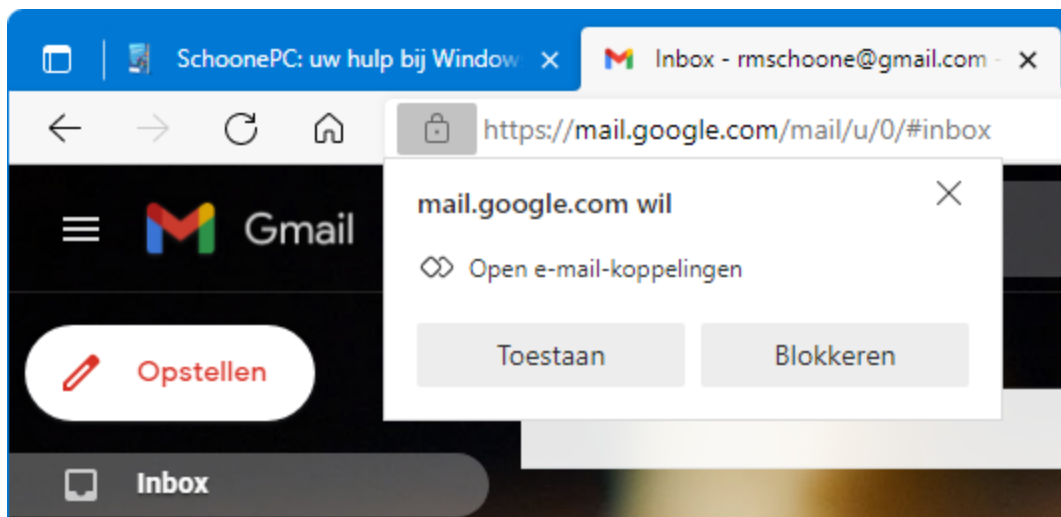 SchoonePC: uw hulp bij Window
Inbox - rmschoone@gmail.com -
https://mail.google.com/mail/u/0/#inbox
Gmail
mail.google.com wil
Open e-mail-koppelingen
Toestaan Blokkeren
Opstellen
Inbox